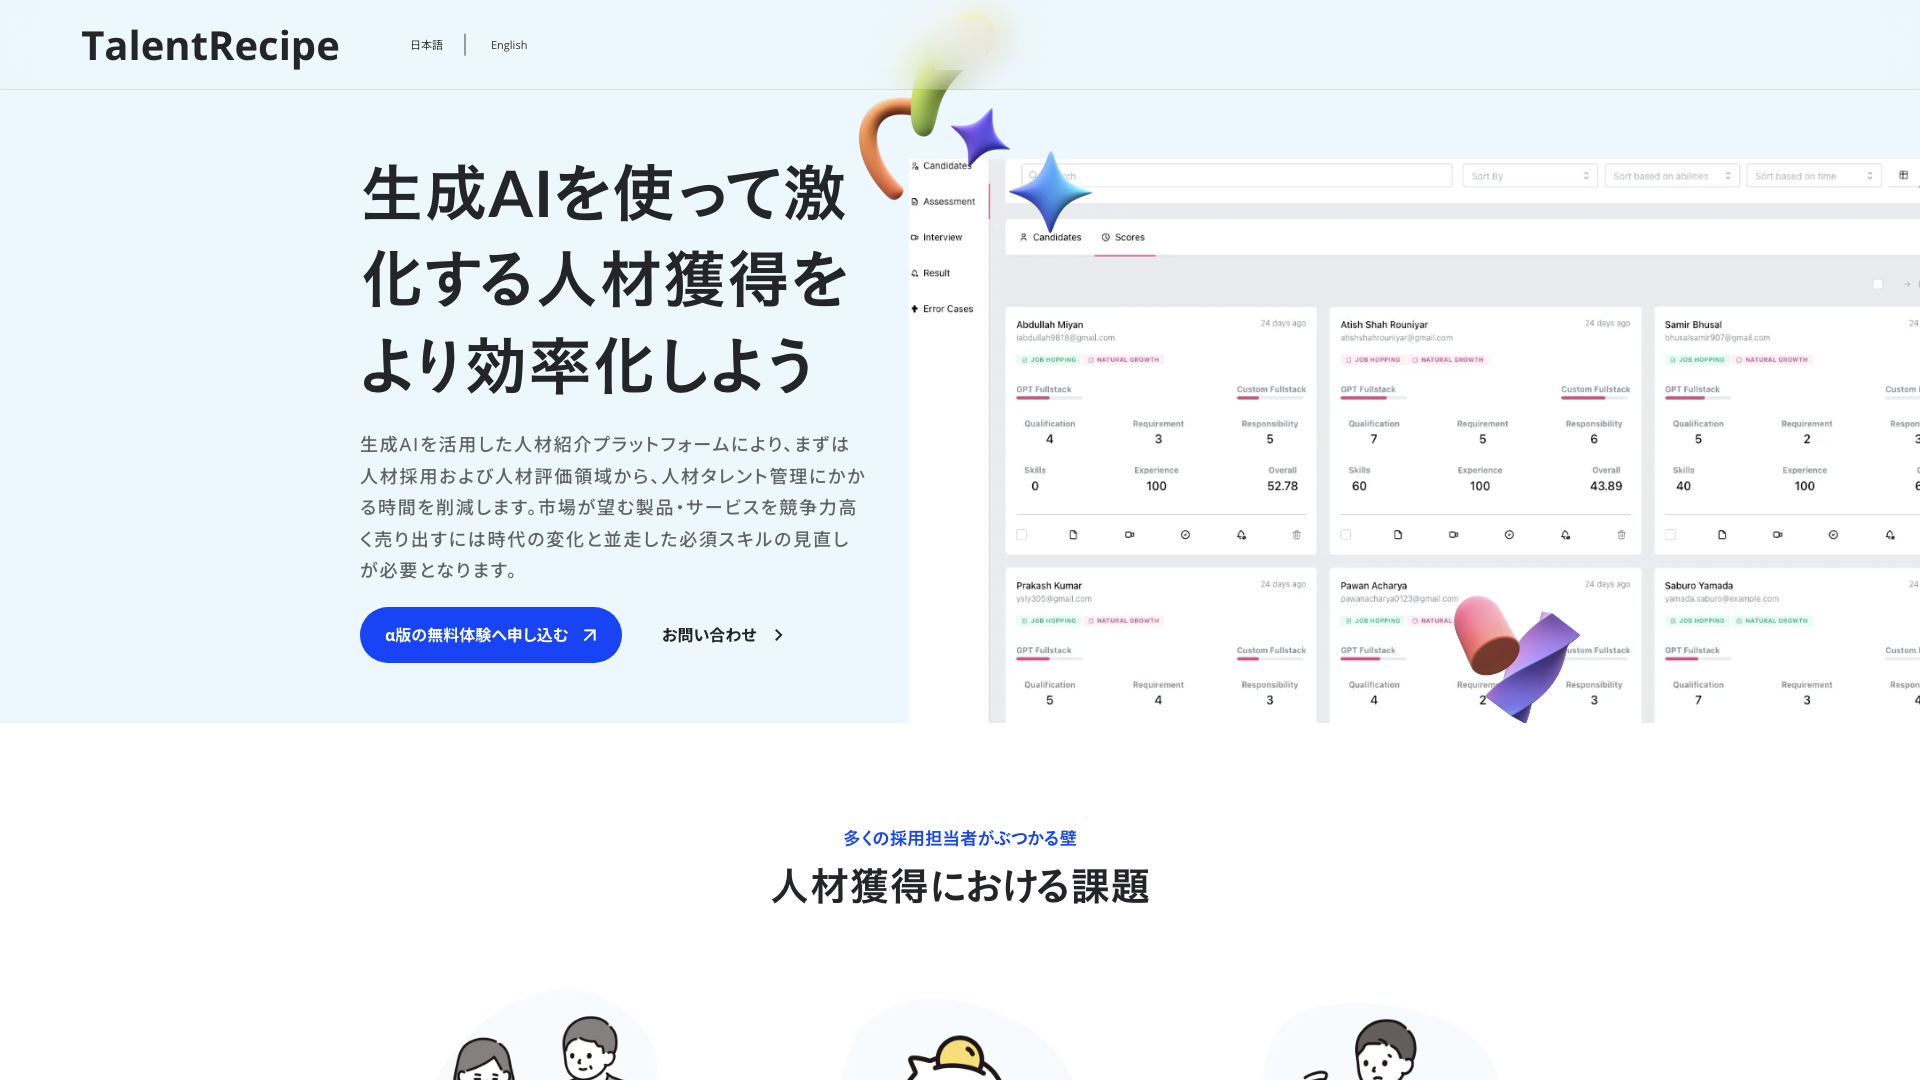 TalentRecipe
日本語
English
生成AIを使って激
化する人材獲得を
より効率化しよう
生成AIを活用した人材紹介プラットフォームにより、まずは
人材採用および人材評価領域から、人材タレント管理にかか
る時間を削減します。市場が望む製品・サービスを競争力高
く売り出すには時代の変化と並走した必須スキルの見直し
が必要となります。
α版の無料体験へ申し込む
お問い合わせ
Candidates
Assessment
Interview
Result
Error Cases
Sort By
Sort based on abilities
Sort based on time
Candidates
Scores
Abdullah Miyan
24 days ago
iabdullah9818@gmail.com
JOB HOPPING
NATURAL GROWTH
GPT Fullstack
Custom Fullstack
Qualification
Requirement
Responsibility
4
3
5
Skills
Experience
Overall
0
100
52.78
Atish Shah Rouniyar
24 days ago
atishshahrouniyar@gmail.com
JOB HOPPING
NATURAL GROWTH
GPT Fullstack
Custom Fullstack
Qualification
Requirement
Responsibility
7
5
6
Skills
Experience
Overall
60
100
43.89
Samir Bhusal
24
bhusalsamir907@gmail.com
JOB HOPPING
NATURAL GROWTH
GPT Fullstack
Custom
Qualification
Requirement
5
2
Skills
Experience
40
100
Prakash Kumar
24 days ago
ysly305@gmail.com
JOB HOPPING
NATURAL GROWTH
GPT Fullstack
Custom Fullstack
Qualification
Requirement
Responsibility
5
4
3
Pawan Acharya
24 days ago
pawanacharya0123@gmail.com
JOB HOPPING
NATURAL
GPT Fullstack
ustom Fullstack
Qualification
Requirem
Responsibility
4
2
3
Saburo Yamada
24
yamada.saburo@example.com
JOB HOPPING
NATURAL GROWTH
GPT Fullstack
Custom
Qualification
Requirement
7
3
多くの採用担当者がぶつかる壁
人材獲得における課題